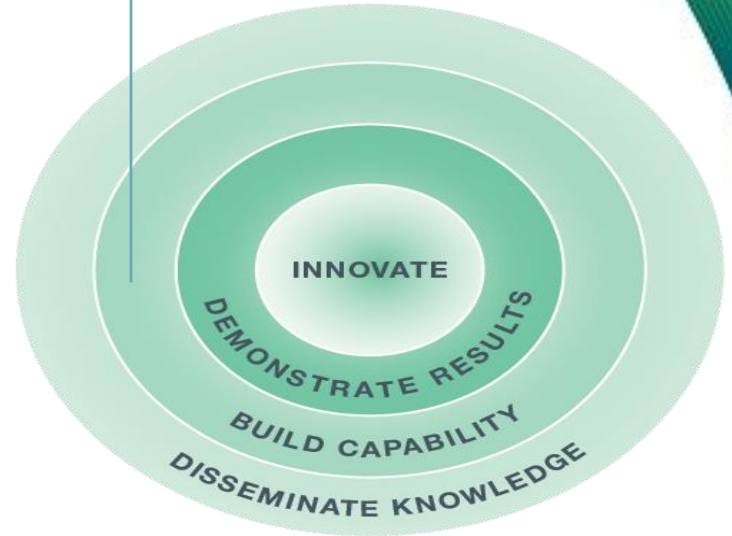 INNOVATE
DEMONSTRATE RESULTS
BUILD CAPABILITY
DISSEMINATE KNOWLEDGE